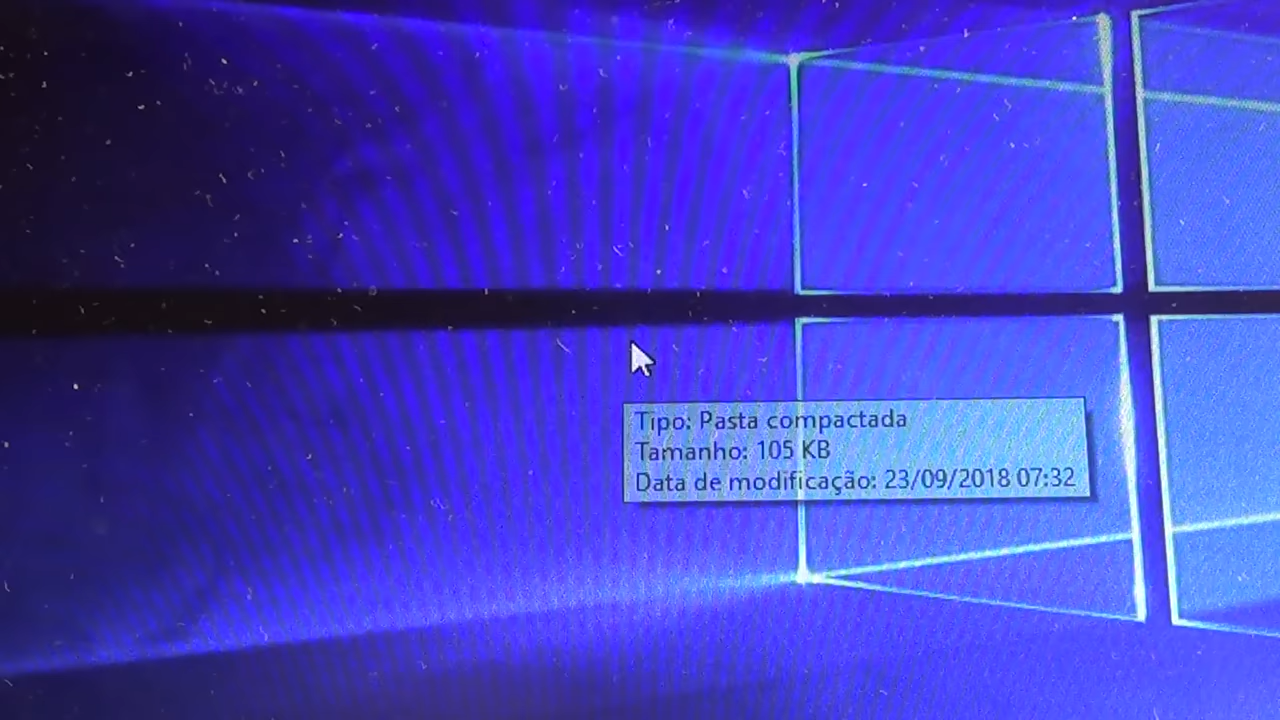 Tipo: Pasta compactada
Tamanho: 105 KB
Data de modificação: 23/09/2018 07:32